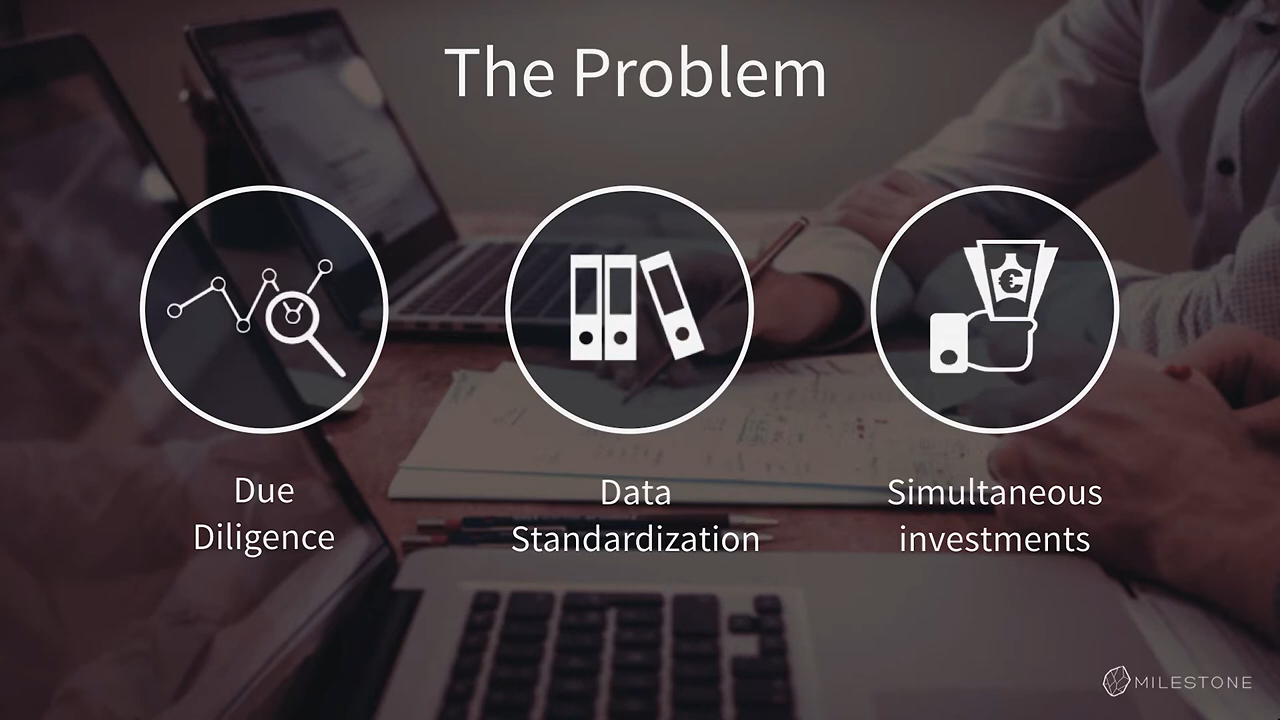 The Problem
Due
Diligence
Data
Standardization
Simultaneous
investments
€
MILESTONE